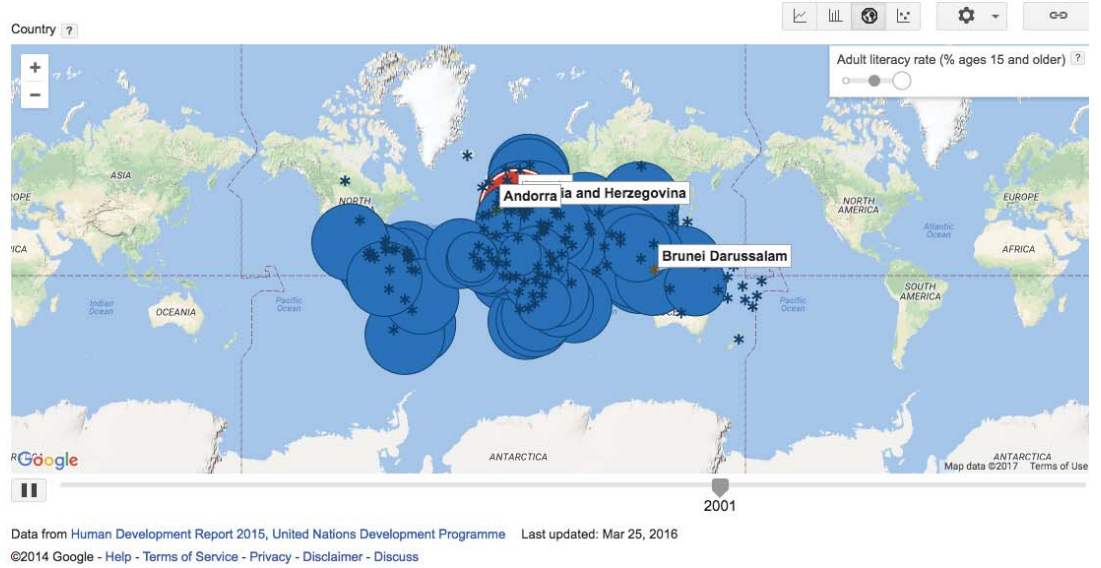 Country ?
Adult literacy rate (% ages 15 and older) ?
+
−
ASIA
OPE
NORTH
Andorra
ia and Herzegovina
NORTH
AMERICA
EUROPE
Atlantic
Ocean
ICA
AFRICA
Brunei Darussalam
Indian
Ocean
OCEANIA
Pacific
Ocean
Pacific
Ocean
SOUTH
AMERICA
ANTARCTICA
ANTARCTICA
Google
Map data ©2017 Terms of Use
2001
Data from Human Development Report 2015, United Nations Development Programme Last updated: Mar 25, 2016
©2014 Google - Help - Terms of Service - Privacy - Disclaimer - Discuss